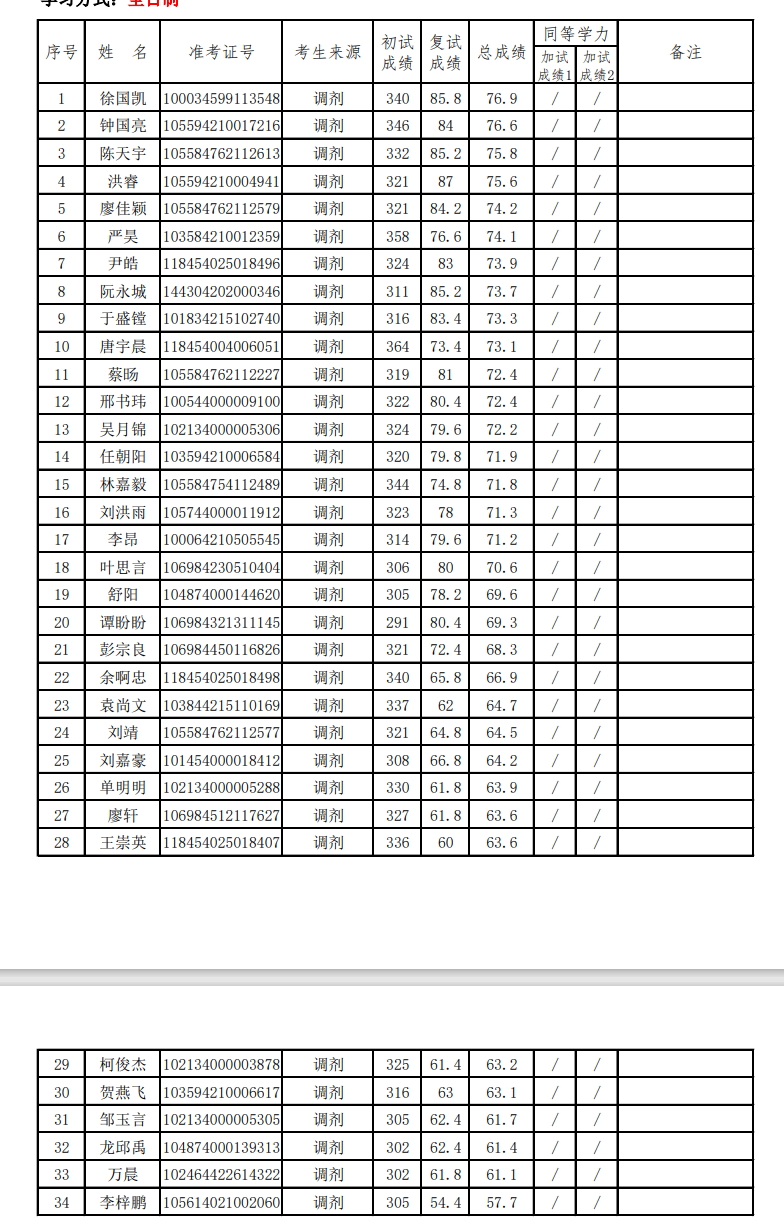 学习方式：全日制
序号 姓 名 准考证号 考生来源 初试成绩 复试成绩 总成绩 同等学力 加试成绩1 加试成绩2 备注
1 徐国凯 100034599113548 调剂 340 85.8 76.9 / /
2 钟国亮 105594210017216 调剂 346 84 76.6 / /
3 陈天宇 105584762112613 调剂 332 85.2 75.8 / /
4 洪睿 105594210004941 调剂 321 87 75.6 / /
5 廖佳颖 105584762112579 调剂 321 84.2 74.2 / /
6 严昊 103584210012359 调剂 358 76.6 74.1 / /
7 尹皓 118454025018496 调剂 324 83 73.9 / /
8 阮永城 144304202000346 调剂 311 85.2 73.7 / /
9 于盛镗 101834215102740 调剂 316 83.4 73.3 / /
10 唐宇晨 118454004006051 调剂 364 73.4 73.1 / /
11 蔡旸 105584762112227 调剂 319 81 72.4 / /
12 邢书玮 100544000009100 调剂 322 80.4 72.4 / /
13 吴月锦 102134000005306 调剂 324 79.6 72.2 / /
14 任朝阳 103594210006584 调剂 320 79.8 71.9 / /
15 林嘉毅 105584754112489 调剂 344 74.8 71.8 / /
16 刘洪雨 105744000011912 调剂 323 78 71.3 / /
17 李昂 100064210505545 调剂 314 79.6 71.2 / /
18 叶思言 106984230510404 调剂 306 80 70.6 / /
19 舒阳 104874000144620 调剂 305 78.2 69.6 / /
20 谭盼盼 106984321311145 调剂 291 80.4 69.3 / /
21 彭宗良 106984450116826 调剂 321 72.4 68.3 / /
22 余啊忠 118454025018498 调剂 340 65.8 66.9 / /
23 袁尚文 103844215110169 调剂 337 62 64.7 / /
24 刘靖 105584762112577 调剂 321 64.8 64.5 / /
25 刘嘉豪 101454000018412 调剂 308 66.8 64.2 / /
26 单明明 102134000005288 调剂 330 61.8 63.9 / /
27 廖轩 106984512117627 调剂 327 61.8 63.6 / /
28 王崇英 118454025018407 调剂 336 60 63.6 / /
29 柯俊杰 102134000003878 调剂 325 61.4 63.2 / /
30 贺燕飞 103594210006617 调剂 316 63 63.1 / /
31 邹玉言 102134000005305 调剂 305 62.4 61.7 / /
32 龙邱禹 104874000139313 调剂 302 62.4 61.4 / /
33 万晨 102464422614322 调剂 302 61.8 61.1 / /
34 李梓鹏 105614021002060 调剂 305 54.4 57.7 / /